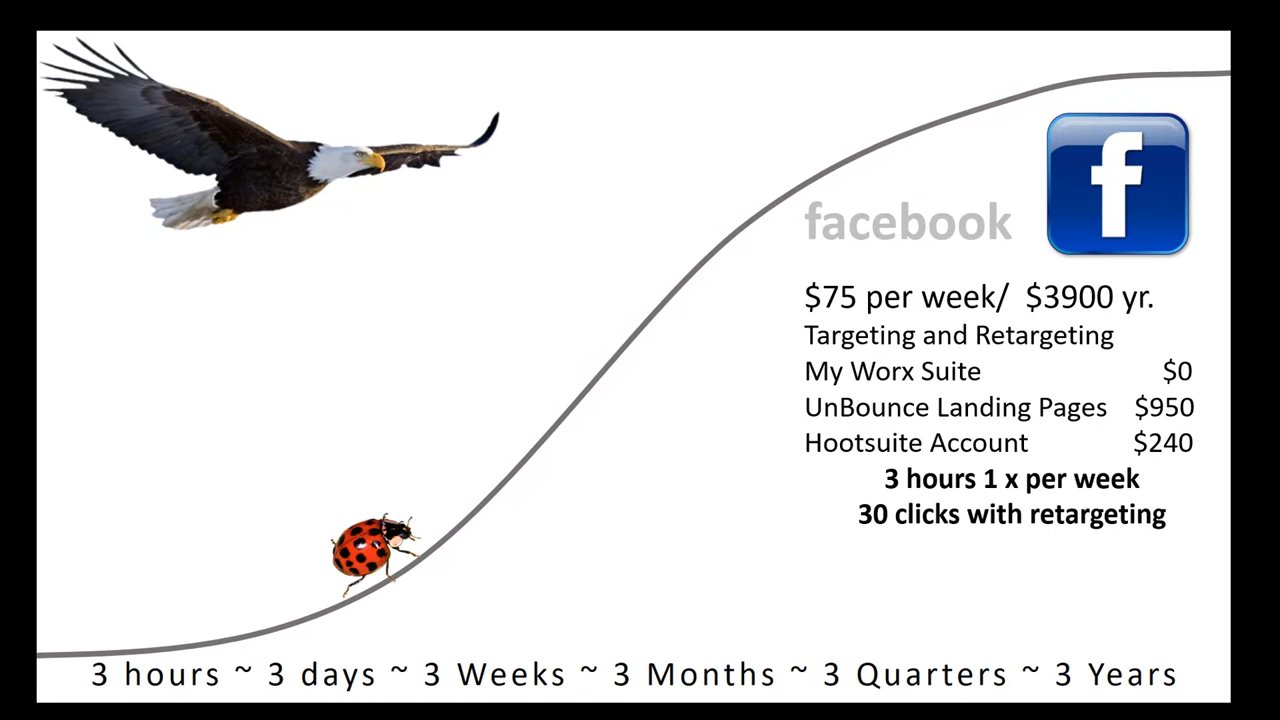 facebook
f
$75 per week/ $3900 yr.
Targeting and Retargeting
My Worx Suite $0
UnBounce Landing Pages $950
Hootsuite Account $240
3 hours 1 x per week
30 clicks with retargeting
3 hours ~ 3 days ~ 3 Weeks ~ 3 Months ~ 3 Quarters ~ 3 Years